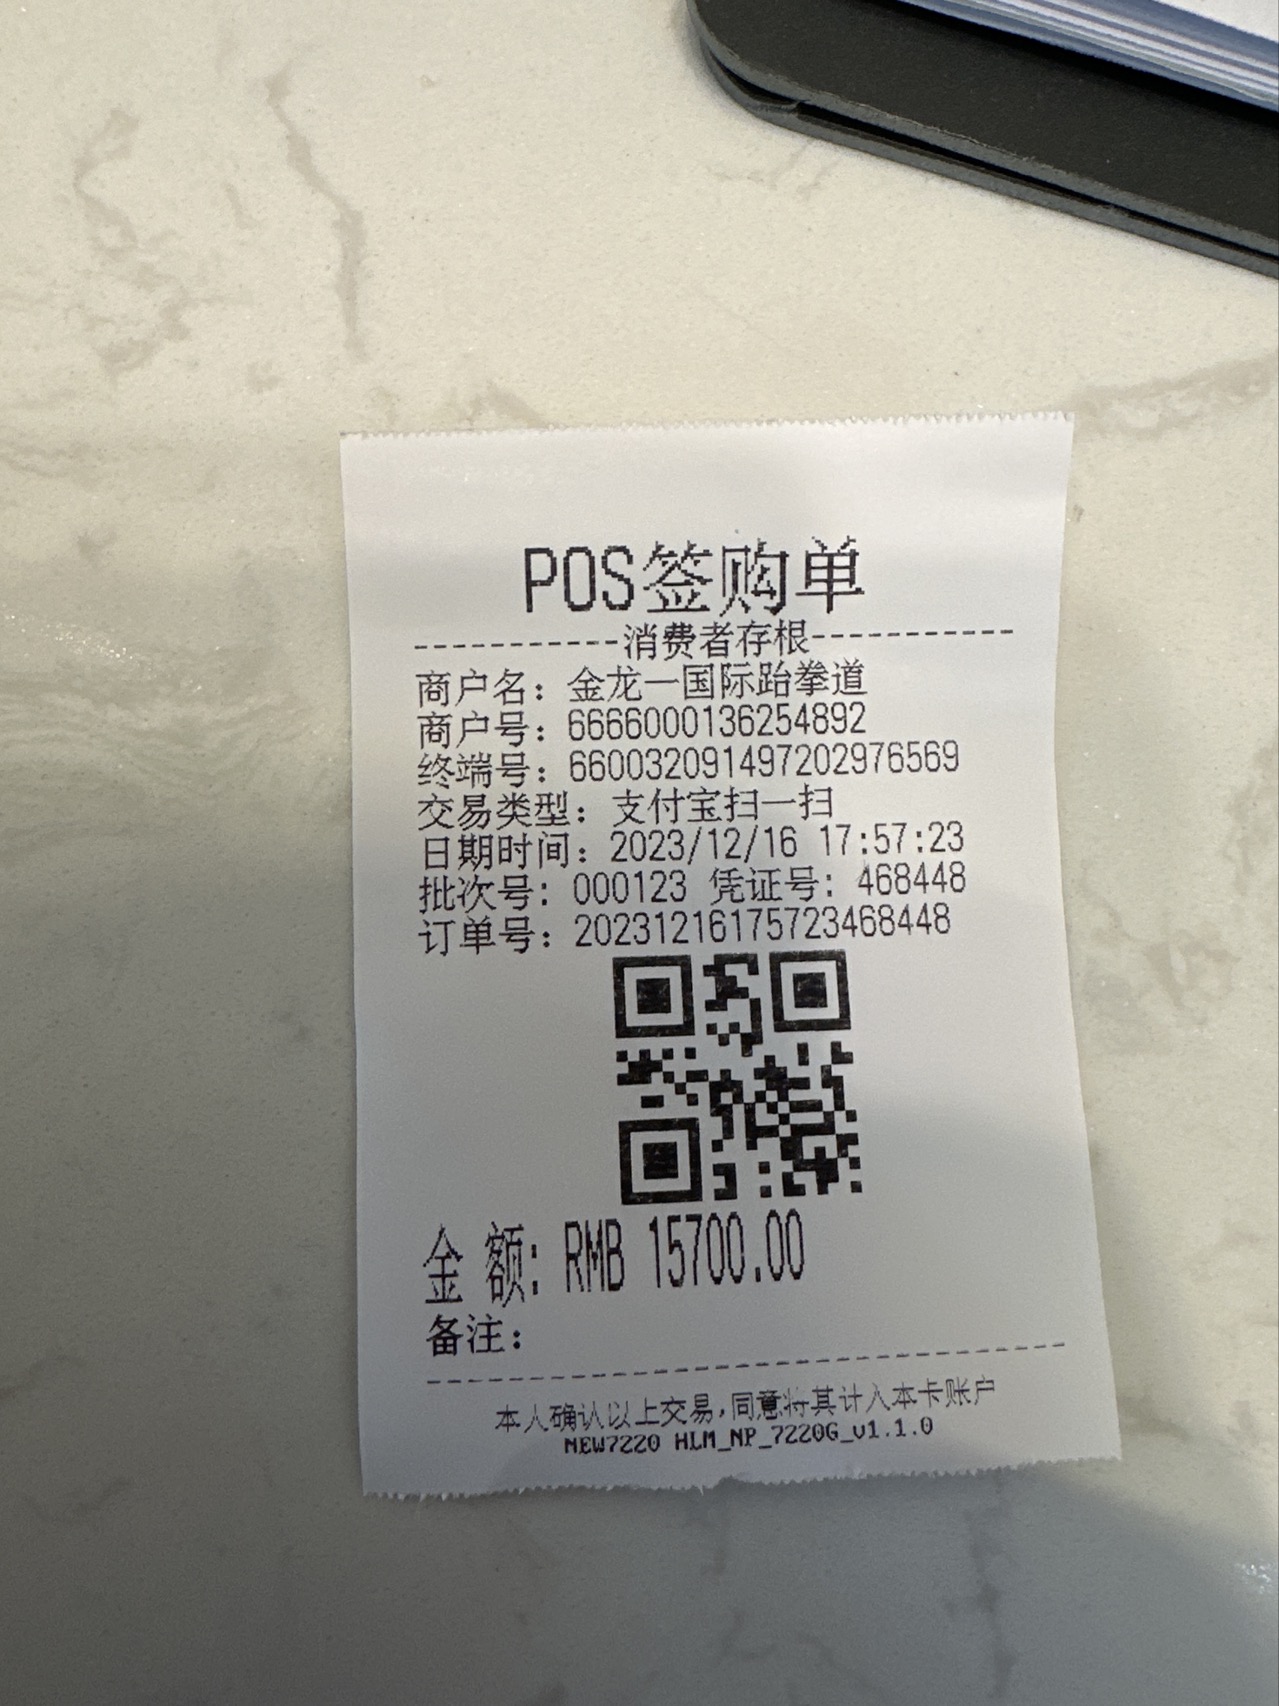 POS签购单
-----------消费者存根-----------
商户名：金龙一国际跆拳道
商户号：6666000136254892
终端号：660032091497202976569
交易类型：支付宝扫一扫
日期时间：2023/12/16 17:57:23
批次号：000123 凭证号：468448
订单号：20231216175723468448
金 额：RMB 15700.00
备注：
本人确认以上交易,同意将其计入本卡账户
NEW7220 HLM_NP_7220G_v1.1.0